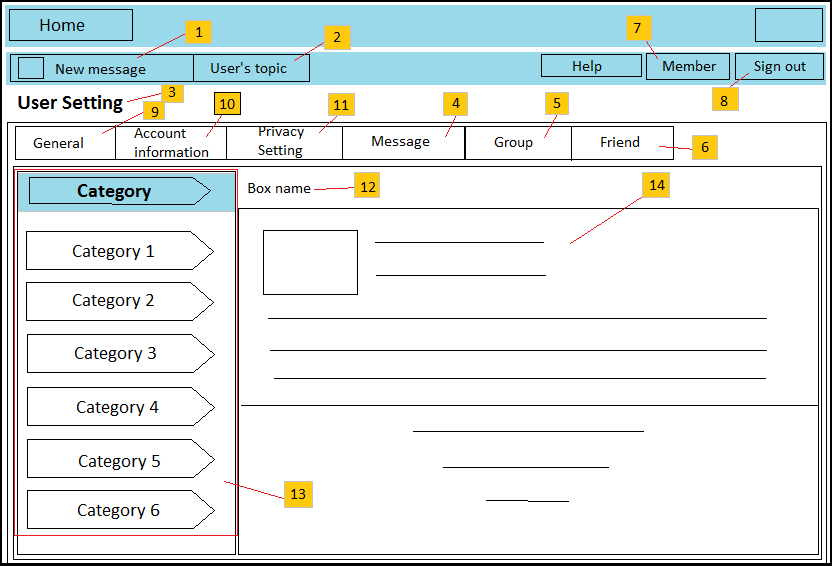 Home
1
2
7
New message
User's topic
Help
Member
Sign out
User Setting
3
9
10
11
4
5
8
General
Account
information
Privacy
Setting
Message
Group
Friend
6
Category
Box name
12
14
Category 1
Category 2
Category 3
Category 4
Category 5
Category 6
13